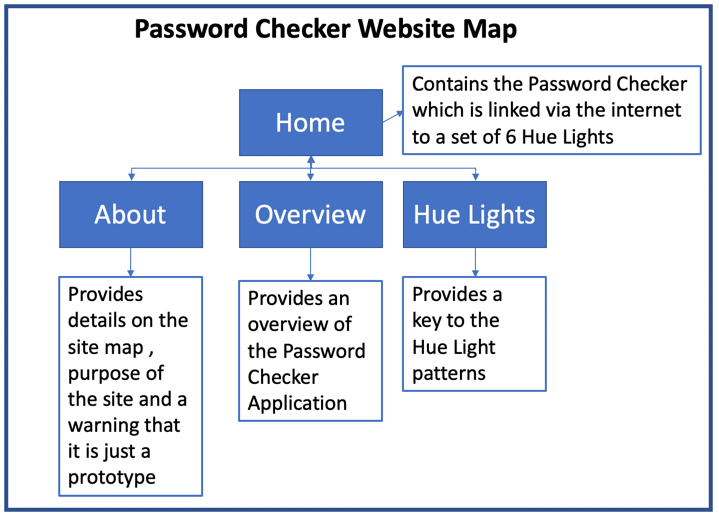 Password Checker Website Map
Contains the Password Checker
which is linked via the internet
to a set of 6 Hue Lights
Home
About
Overview
Hue Lights
Provides
details on the
site map ,
purpose of
the site and a
warning that
it is just a
prototype
Provides an
overview of
the Password
Checker
Application
Provides a
key to the
Hue Light
patterns